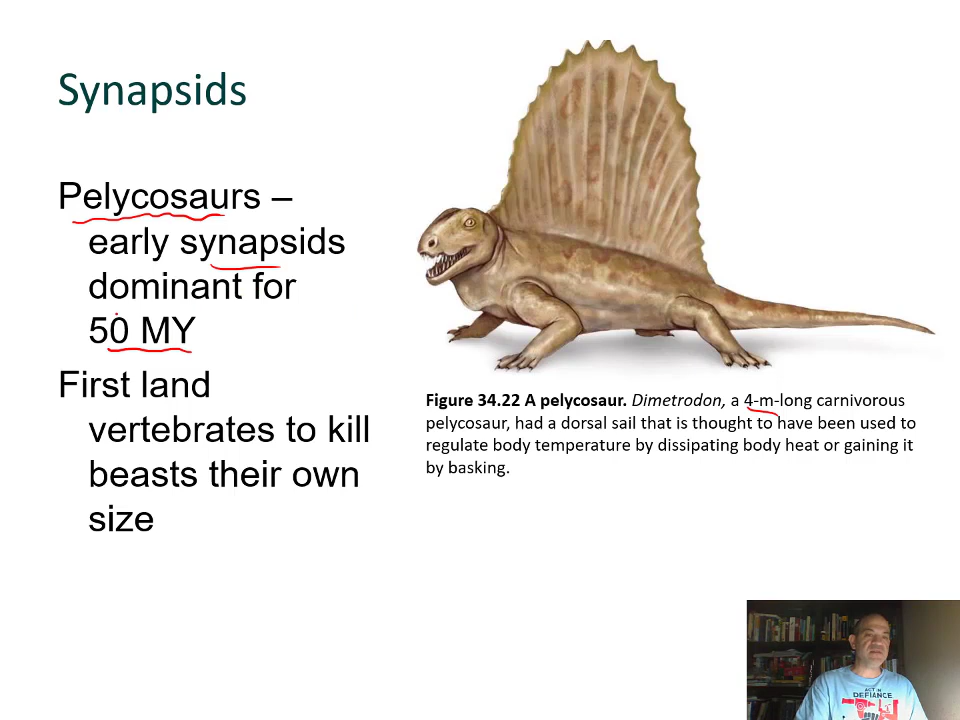 Synapsids
Pelycosaurs –
early synapsids
dominant for
50 MY
First land
vertebrates to kill
beasts their own
size
Figure 34.22 A pelycosaur. Dimetrodon, a 4-m-long carnivorous
pelycosaur, had a dorsal sail that is thought to have been used to
regulate body temperature by dissipating body heat or gaining it
by basking.
DEFIANCE